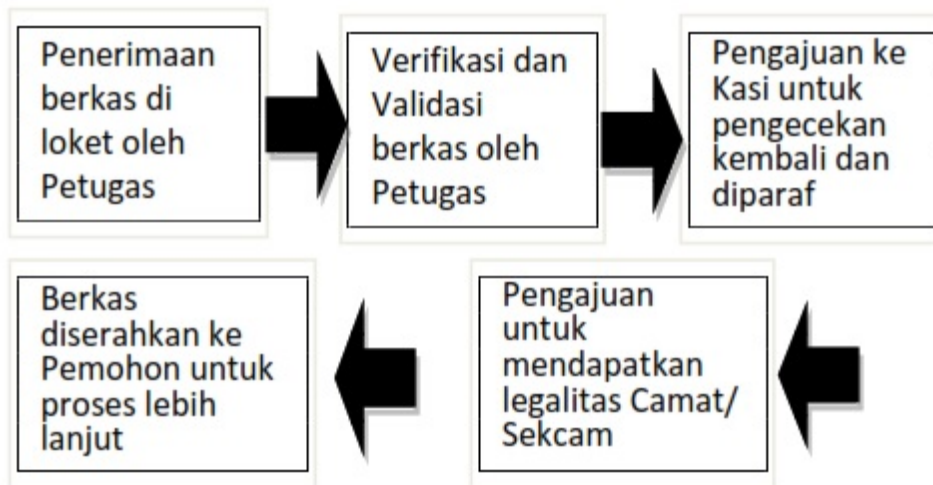 Penerimaan
berkas di
loket oleh
Petugas
Verifikasi dan
Validasi
berkas oleh
Petugas
Pengajuan ke
Kasi untuk
pengecekan
kembali dan
diparaf
Pengajuan
untuk
mendapatkan
legalitas Camat/
Sekcam
Berkas
diserahkan ke
Pemohon untuk
proses lebih
lanjut